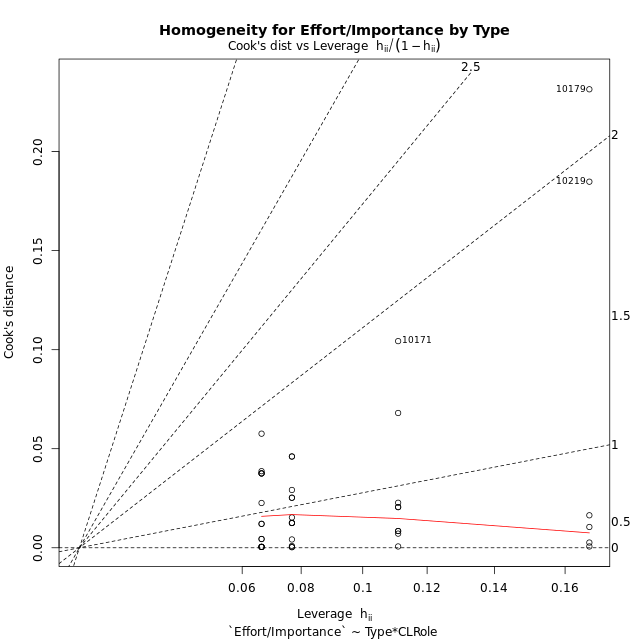 Homogeneity for Effort/Importance by Type
Cook's dist vs Leverage hii/(1−hii)
2.5
10179
2
10219
1.5
10171
1
0.5
0
0.20
0.15
0.10
0.05
0.00
Cook's distance
0.06 0.08 0.1 0.12 0.14 0.16
Leverage hii
`Effort/Importance` ~ Type*CLRole